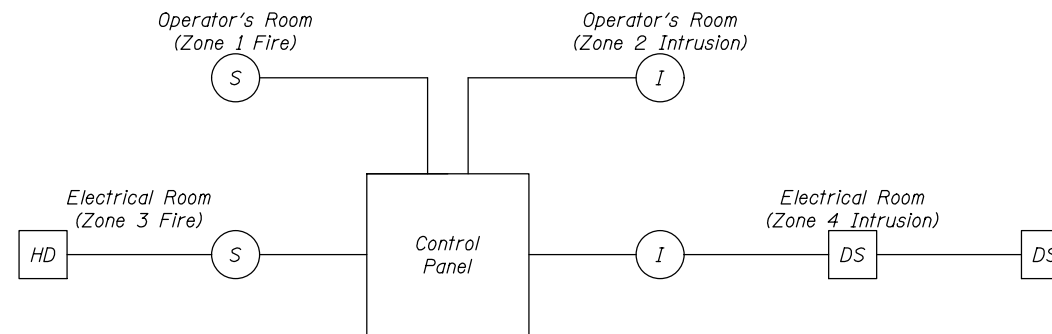 Operator's Room
(Zone 1 Fire)
Operator's Room
(Zone 2 Intrusion)
S
I
Electrical Room
(Zone 3 Fire)
Electrical Room
(Zone 4 Intrusion)
HD
S
Control
Panel
I
DS
DS